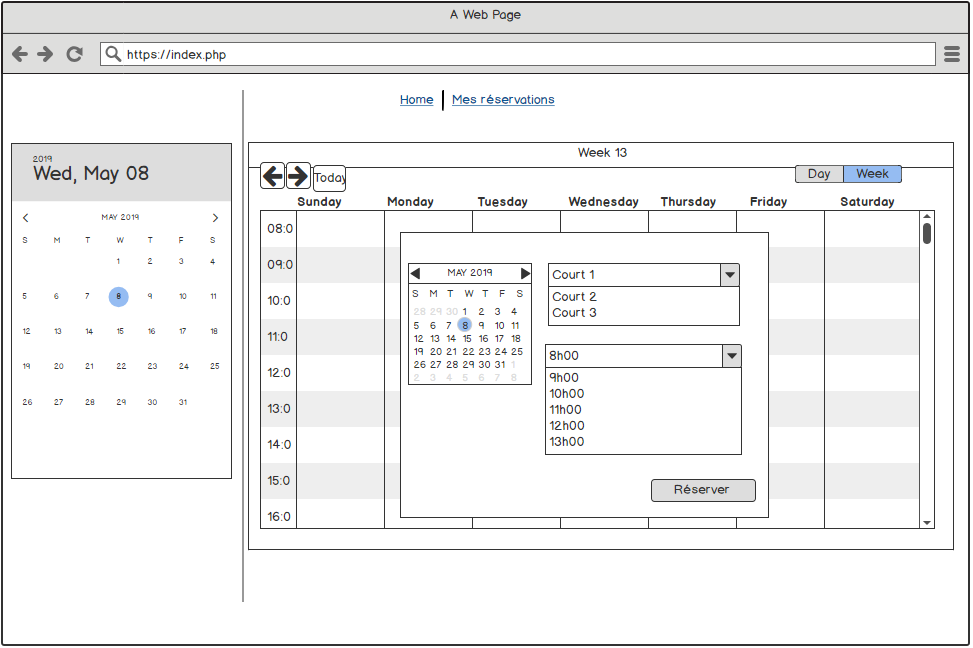 A Web Page
https://index.php
Home
Mes réservations
2019
Wed, May 08
MAY 2019
S M T W T F S
1 2 3 4
5 6 7 8 9 10 11
12 13 14 15 16 17 18
19 20 21 22 23 24 25
26 27 28 29 30 31
Week 13
Today
Day
Week
Sunday Monday Tuesday Wednesday Thursday Friday Saturday
08:0
09:0
10:0
11:0
12:0
13:0
14:0
15:0
16:0
MAY 2019
S M T W T F S
28 29 30 1 2 3 4
5 6 7 8 9 10 11
12 13 14 15 16 17 18
19 20 21 22 23 24 25
26 27 28 29 30 31 1
2 3 4 5 6 7 8
Court 1
Court 2
Court 3
8h00
9h00
10h00
11h00
12h00
13h00
Réserver